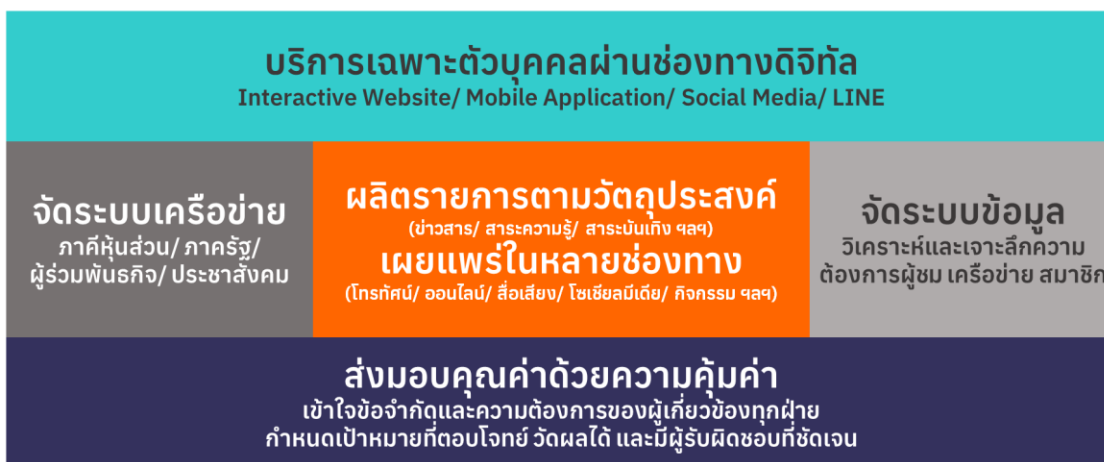 บริการเฉพาะตัวบุคคลผ่านช่องทางดิจิทัล
Interactive Website/ Mobile Application/ Social Media/ LINE
จัดระบบเครือข่าย
ภาคีหุ้นส่วน/ ภาครัฐ/
ผู้ร่วมพันธกิจ/ ประชาสังคม
ผลิตรายการตามวัตถุประสงค์
(ข่าวสาร/ สาระความรู้/ สาระบันเทิง ฯลฯ)
เผยแพร่ในหลายช่องทาง
(โทรทัศน์/ ออนไลน์/ สื่อเสียง/ โซเชียลมีเดีย/ กิจกรรม ฯลฯ)
จัดระบบข้อมูล
วิเคราะห์และเจาะลึกความ
ต้องการผู้ชม เครือข่าย สมาชิก
ส่งมอบคุณค่าด้วยความคุ้มค่า
เข้าใจข้อจำกัดและความต้องการของผู้เกี่ยวข้องทุกฝ่าย
กำหนดเป้าหมายที่ตอบโจทย์ วัดผลได้ และมีผู้รับผิดชอบที่ชัดเจน